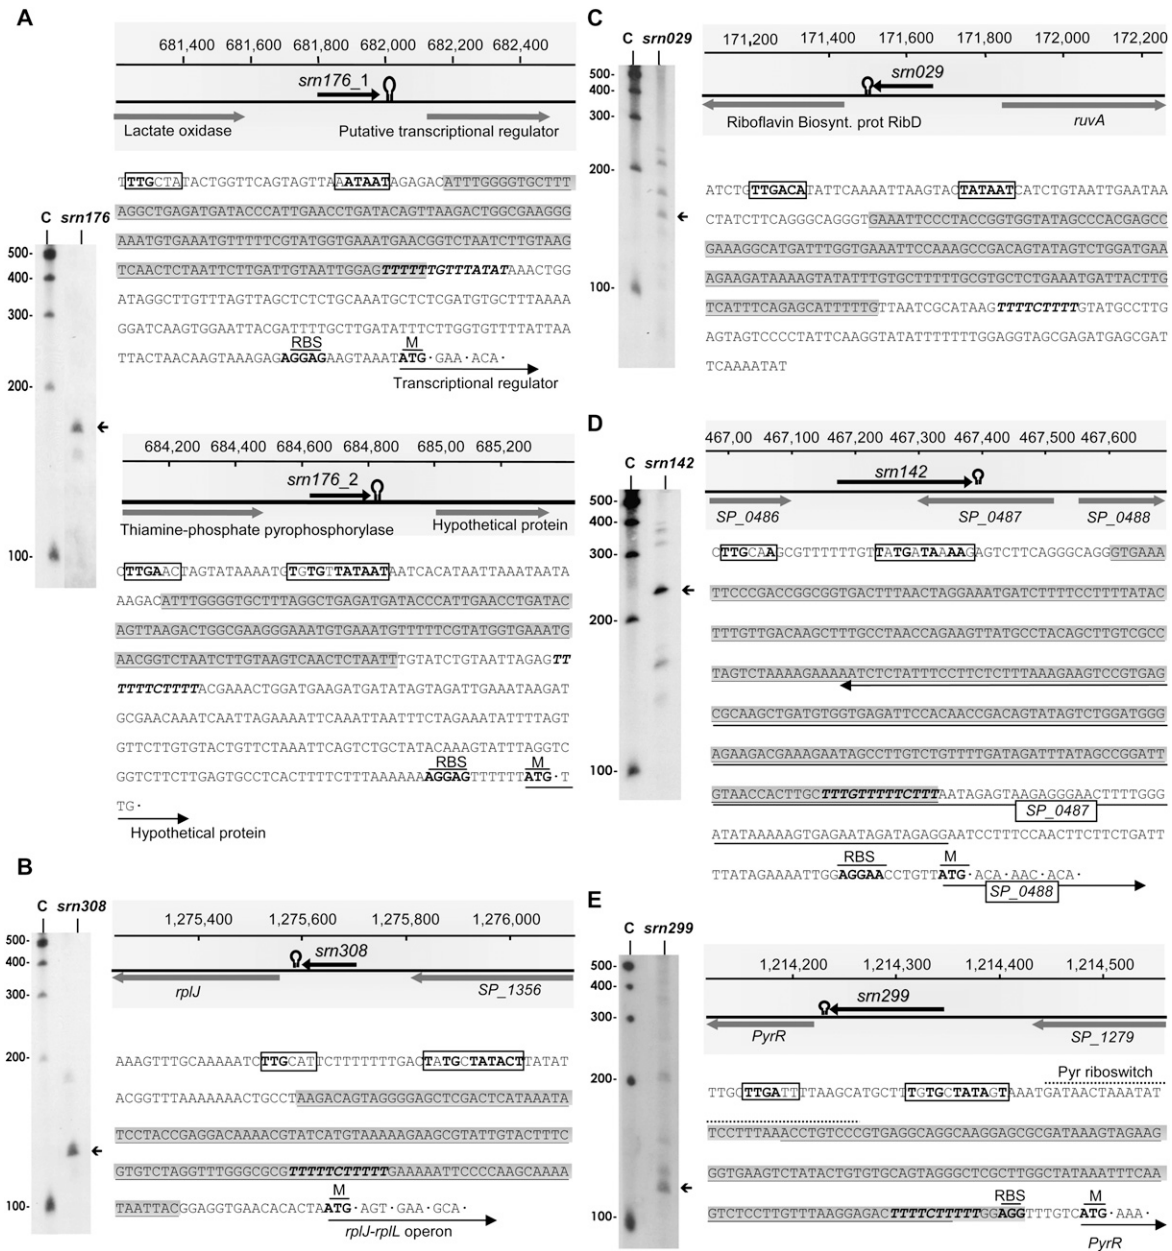 A
681,400 681,600 681,800 682,000 682,200 682,400
srn176_1
Lactate oxidase Putative transcriptional regulator
TTTGCTATACTGGTTCAGTAGTTAAATAATAGAGACATTTGGGGTGCTTT
AGGCTGAGATGATACCCATTGAACCTGATACAGTTAAGACTGGCGAAGGG
AAATGTGAAATGTTTTTCGTATGGTGAAATGAACGGTCTAATCTTGTAAG
TCAACTCTAATTCTTGATTGTAATTGGAGTTTTTTGTTTATATAAACTGG
ATAGGCTTGTTTAGTTAGCTCTCTGCAAATGCTCTCGATGTGCTTTAAAA
GGATCAAGTGGAATTACGATTTTGCTTGATATTTCTTGGTGTTTTATTAA
RBS M
TTACTAACAAGTAAAGAGAGGAGAAGTAAATATG·GAA·ACA·
Transcriptional regulator
C srn176
500-
400-
300-
200-
100-
684,200 684,400 684,600 684,800 685,00 685,200
srn176_2
Thiamine-phosphate pyrophosphorylase Hypothetical protein
CTTGAACTAGTATAAAATGTGTGTTATAATAATCACATAATTAAATAATA
AAGACATTTGGGGTGCTTTAGGCTGAGATGATACCCATTGAACCTGATAC
AGTTAAGACTGGCGAAGGGAAATGTGAAATGTTTTTCGTATGGTGAAATG
AACGGTCTAATCTTGTAAGTCAACTCTAATTTGTATCTGTAATTAGAGTT
TTTTCTTTTACGAAACTGGATGAAGATGATATAGTAGATTGAAATAAGAT
GCGAACAAATCAATTAGAAAATTCAAATTAATTTCTAGAAATATTTTAGT
GTTCTTGTGTACTGTTCTAAATTCAGTCTGCTATACAAAGTATTTAGGTC
RBS M
GGTCTTCTTGAGTGCCTCACTTTTCTTTAAAAAAAGGAGTTTTTTATG·T
TG·
Hypothetical protein
B
C srn308
500-
400-
300-
200-
100-
1,275,400 1,275,600 1,275,800 1,276,000
srn308
rplJ SP_1356
AAAGTTTGCAAAAATCTTGCATTCTTTTTTTGACTATGCTATACTTATAT
ACGGTTTAAAAAAACTGCCTAAGACAGTAGGGGAGCTCGACTCATAAATA
TCCTACCGAGGACAAAACGTATCATGTAAAAAGAAGCGTATTGTACTTTC
GTGTCTAGGTTTGGGCGCGTTTTTCTTTTTGAAAAATTCCCCAAGCAAAA
M
TAATTACGGAGGTGAACACACTAATG·AGT·GAA·GCA·
rplJ-rplL operon
C
C srn029
500-
400-
300-
200-
100-
171,200 171,400 171,600 171,800 172,000 172,200
srn029
Riboflavin Biosynt. prot RibD ruvA
ATCTGTTGACATATTCAAAATTAAGTACTATAATCATCTGTAATTGAATAA
CTATCTTCAGGGCAGGGTGAAATTCCCTACCGGTGGTATAGCCCACGAGCC
GAAAGGCATGATTTGGTGAAATTCCAAAGCCGACAGTATAGTCTGGATGAA
AGAAGATAAAAGTATATTTGTGCTTTTTGCGTGCTCTGAAATGATTACTTG
TCATTTCAGAGCATTTTTGTTAATCGCATAAGTTTTCTTTTGTATGCCTTG
AGTAGTCCCCTATTCAAGGTATATTTTTTTGGAGGTAGCGAGATGAGCGAT
TCAAAATAT
D
C srn142
500-
400-
300-
200-
100-
467,00 467,100 467,200 467,300 467,400 467,500 467,600
srn142
SP_0486 SP_0487 SP_0488
CTTGCAAGCGTTTTTTGTTATGATAAAAGAGTCTTCAGGGCAGGGTGAAA
TTCCCGACCGGCGGTGACTTTAACTAGGAAATGATCTTTTCCTTTTATAC
TTTGTTGACAAGCTTTGCCTAACCAGAAGTTATGCCTACAGCTTGTCGCC
TAGTCTAAAAGAAAAATCTCTATTTCCTTCTCTTTAAAGAAGTCCGTGAG
CGCAAGCTGATGTGGTGAGATTCCACAACCGACAGTATAGTCTGGATGGG
AGAAGACGAAAGAATAGCCTTGTCTGTTTTGATAGATTTATAGCCGGATT
GTAACCACTTGCTTTGTTTTTCTTTAATAGAGTAAGAGGGAACTTTTGGG
SP_0487
ATATAAAAAGTGAGAATAGATAGAGGAATCCTTTCCAACTTCTTCTGATT
RBS M
TTATAGAAAATTGGAGGAACCTGTTATG·ACA·AAC·ACA·
SP_0488
E
C srn299
500-
400-
300-
200-
100-
1,214,200 1,214,300 1,214,400 1,214,500
srn299
PyrR SP_1279
Pyr riboswitch
TTGCTTGATTTTAAGCATGCTTTGTGCTATAGTAAATGATAACTAAATAT
TCCTTTAAACCTGTCCCGTGAGGCAGGCAAGGAGCGCGATAAAGTAGAAG
GGTGAAGTCTATACTGTGTGCAGTAGGGCTCGCTTGGCTATAAATTTCAA
RBS M
GTCTCCTTGTTTAAGGAGACTTTTCTTTTTGGAGGTTTGTCATG·AAA·
PyrR